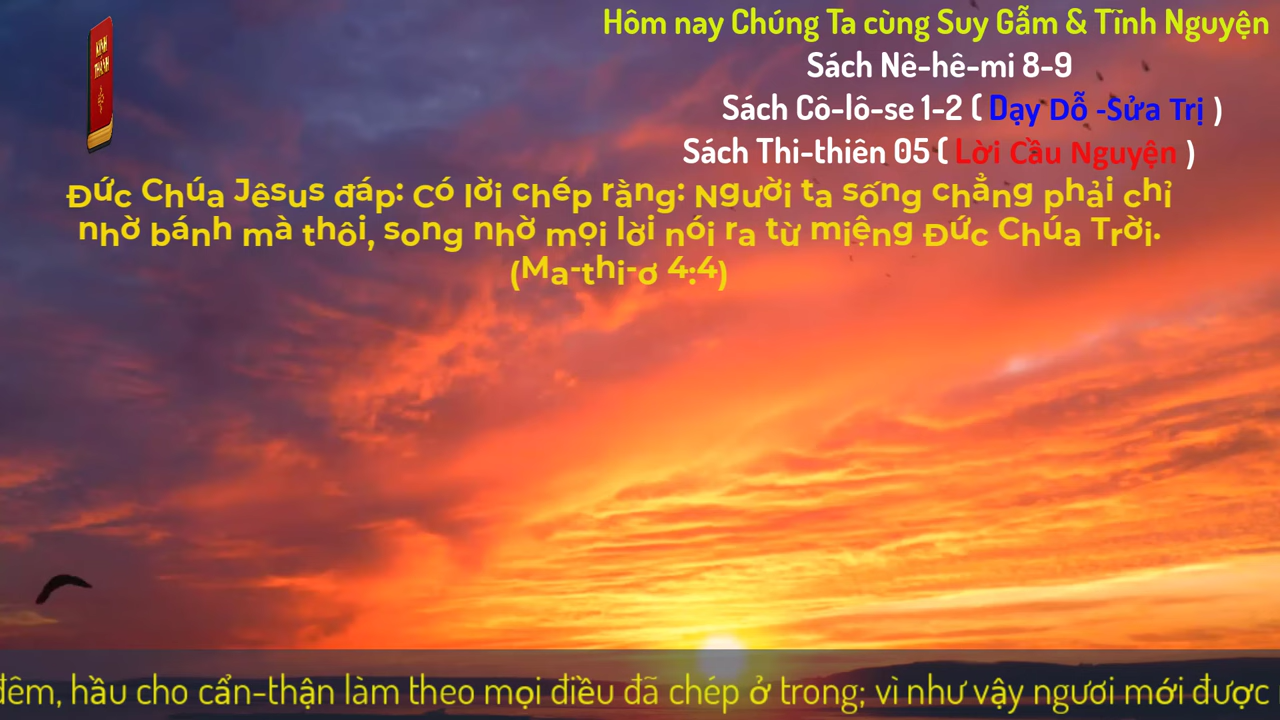 KINH
THÁNH
Hôm nay Chúng Ta cùng Suy Gẫm & Tĩnh Nguyện
Sách Nê-hê-mi 8-9
Sách Cô-lô-se 1-2 ( Dạy Dỗ -Sửa Trị )
Sách Thi-thiên 05 ( Lời Cầu Nguyện )
Đức Chúa Jêsus đáp: Có lời chép rằng: Người ta sống chẳng phải chỉ
nhờ bánh mà thôi, song nhờ mọi lời nói ra từ miệng Đức Chúa Trời.
(Ma-thi-ơ 4:4)
đêm, hầu cho cẩn-thận làm theo mọi điều đã chép ở trong; vì như vậy ngươi mới được